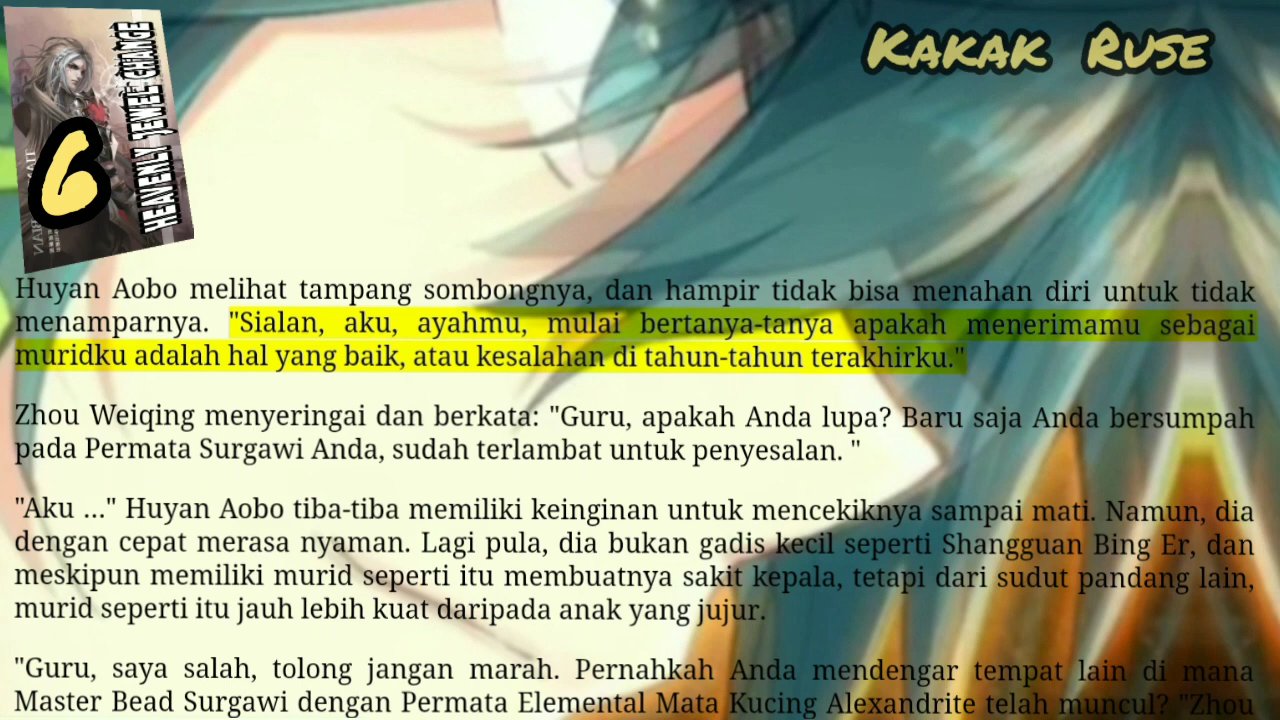 Kakak Ruse
HEAVENLY JEWEL CHANGE
6
Huyan Aobo melihat tampang sombongnya, dan hampir tidak bisa menahan diri untuk tidak
menamparnya. "Sialan, aku, ayahmu, mulai bertanya-tanya apakah menerimamu sebagai
muridku adalah hal yang baik, atau kesalahan di tahun-tahun terakhirku."
Zhou Weiqing menyeringai dan berkata: "Guru, apakah Anda lupa? Baru saja Anda bersumpah
pada Permata Surgawi Anda, sudah terlambat untuk penyesalan. "
"Aku ..." Huyan Aobo tiba-tiba memiliki keinginan untuk mencekiknya sampai mati. Namun, dia
dengan cepat merasa nyaman. Lagi pula, dia bukan gadis kecil seperti Shangguan Bing Er, dan
meskipun memiliki murid seperti itu membuatnya sakit kepala, tetapi dari sudut pandang lain,
murid seperti itu jauh lebih kuat daripada anak yang jujur.
"Guru, saya salah, tolong jangan marah. Pernahkah Anda mendengar tempat lain di mana
Master Bead Surgawi dengan Permata Elemental Mata Kucing Alexandrite telah muncul? "Zhou